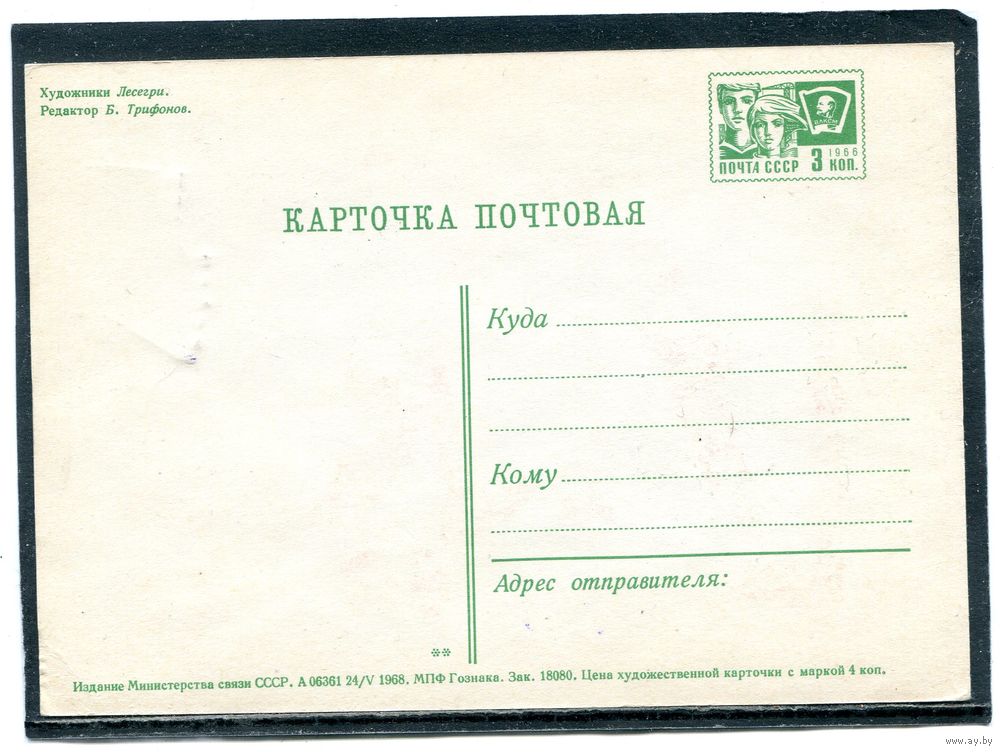 Художники Лесегри.
Редактор Б. Трифонов.
ВЛКСМ
1966
ПОЧТА СССР 3 КОП.
КАРТОЧКА ПОЧТОВАЯ
Куда
Кому
Адрес отправителя:
Издание Министерства связи СССР. А 06361 24/V 1968. МПФ Гознака. Зак. 18080. Цена художественной карточки с маркой 4 коп.
www.ay.by